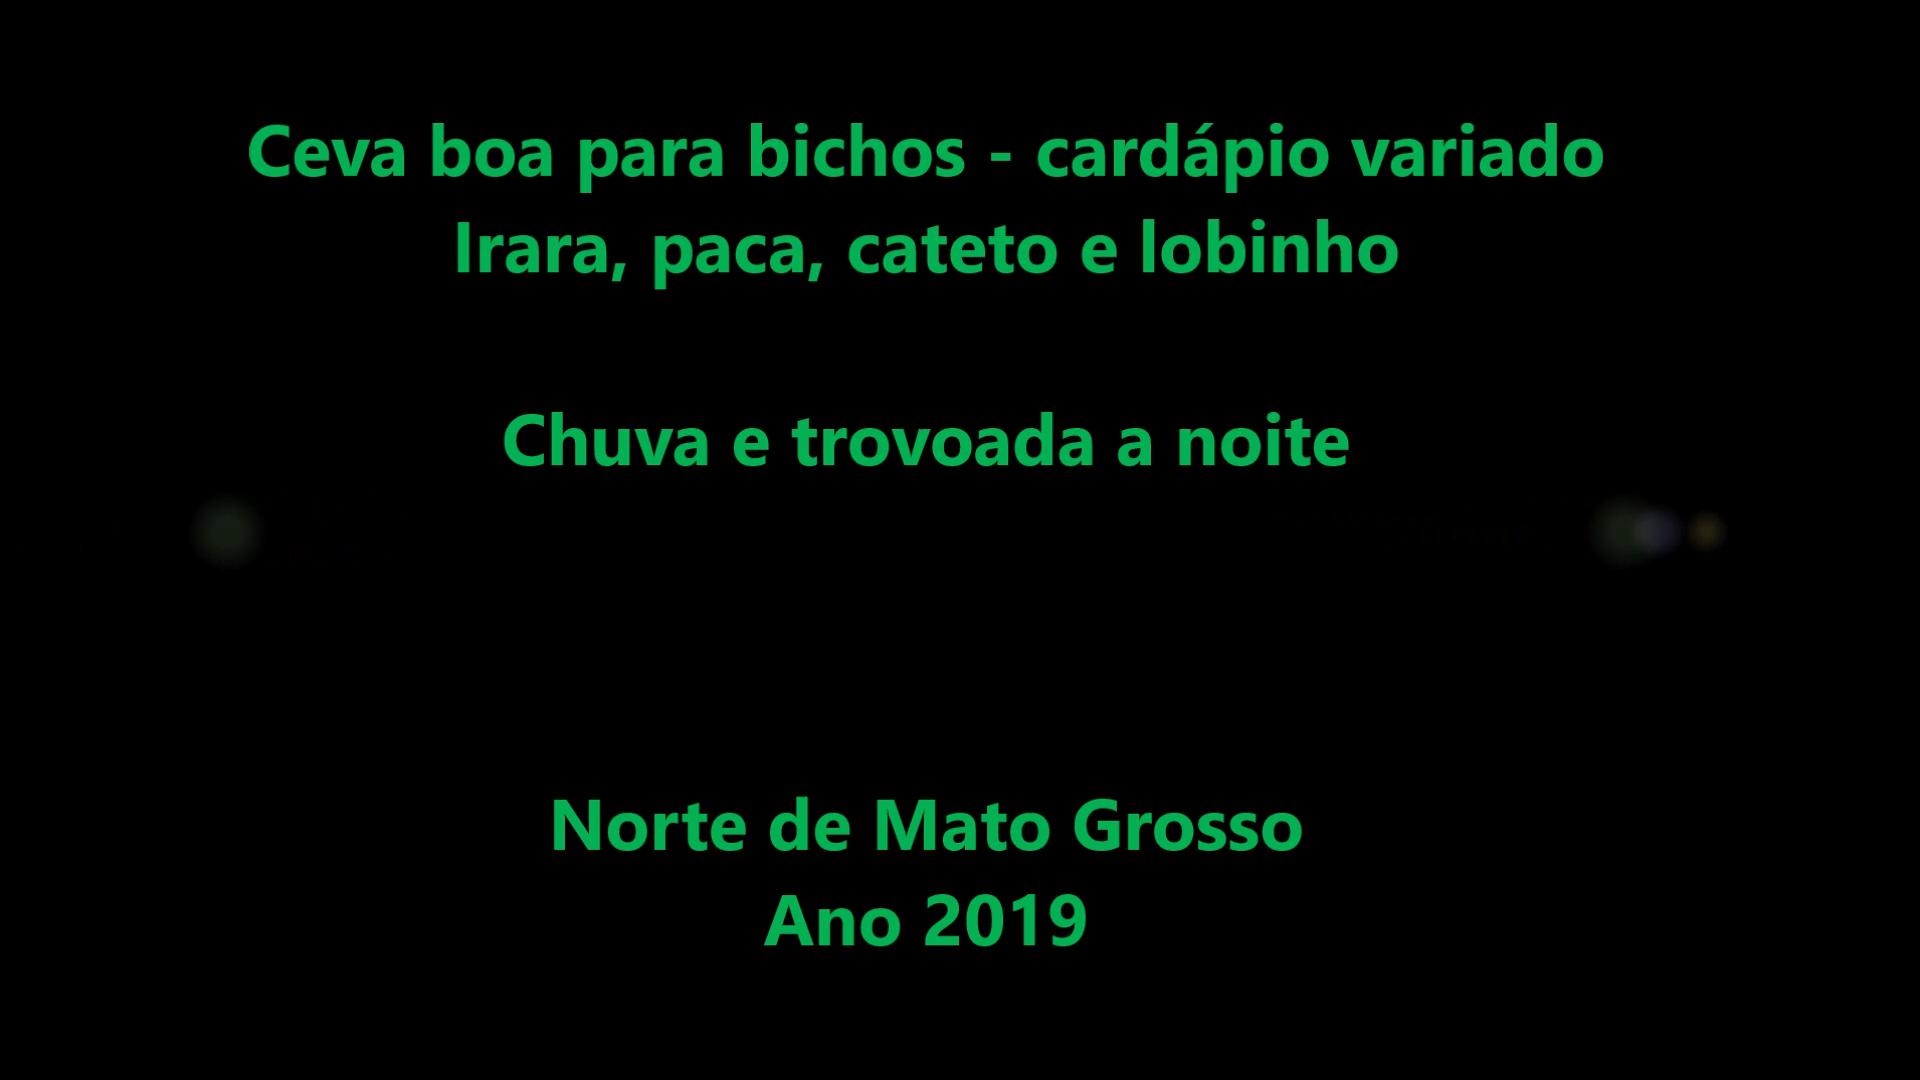 Ceva boa para bichos - cardápio variado
Irara, paca, cateto e lobinho
Chuva e trovoada a noite
Norte de Mato Grosso
Ano 2019